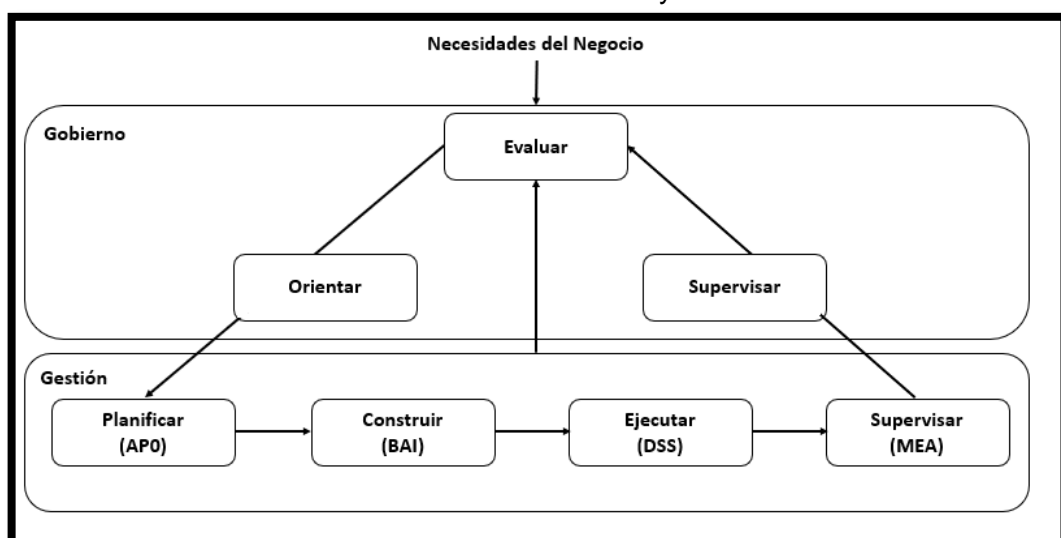 Necesidades del Negocio
Gobierno
Evaluar
Orientar
Supervisar
Gestión
Planificar
(AP0)
Construir
(BAI)
Ejecutar
(DSS)
Supervisar
(MEA)